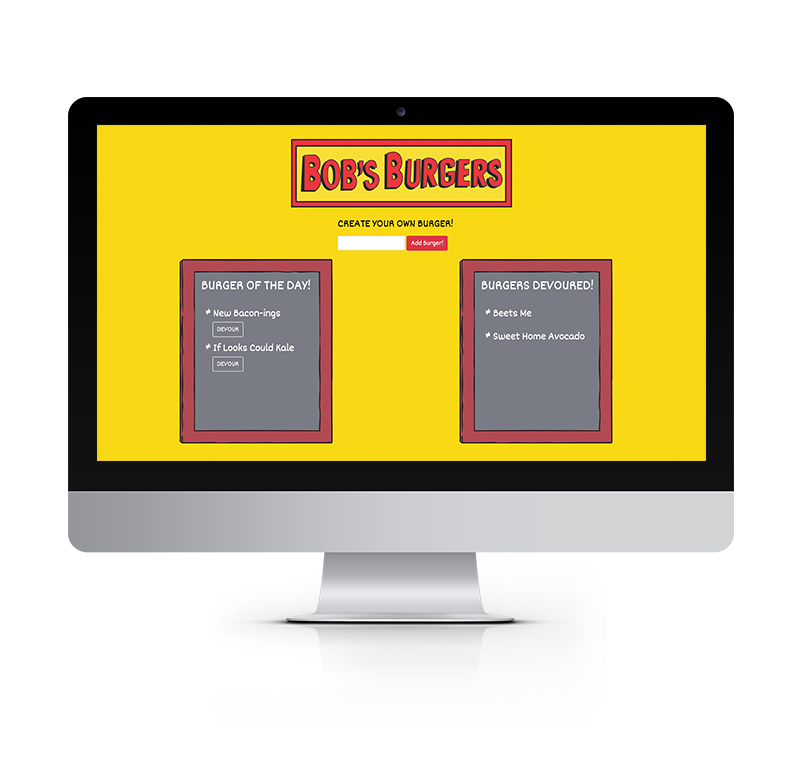 BOB'S BURGERS
CREATE YOUR OWN BURGER!
Add Burger!
BURGER OF THE DAY!
* New Bacon-ings
DEVOUR
* If Looks Could Kale
DEVOUR
BURGERS DEVOURED!
* Beets Me
* Sweet Home Avocado